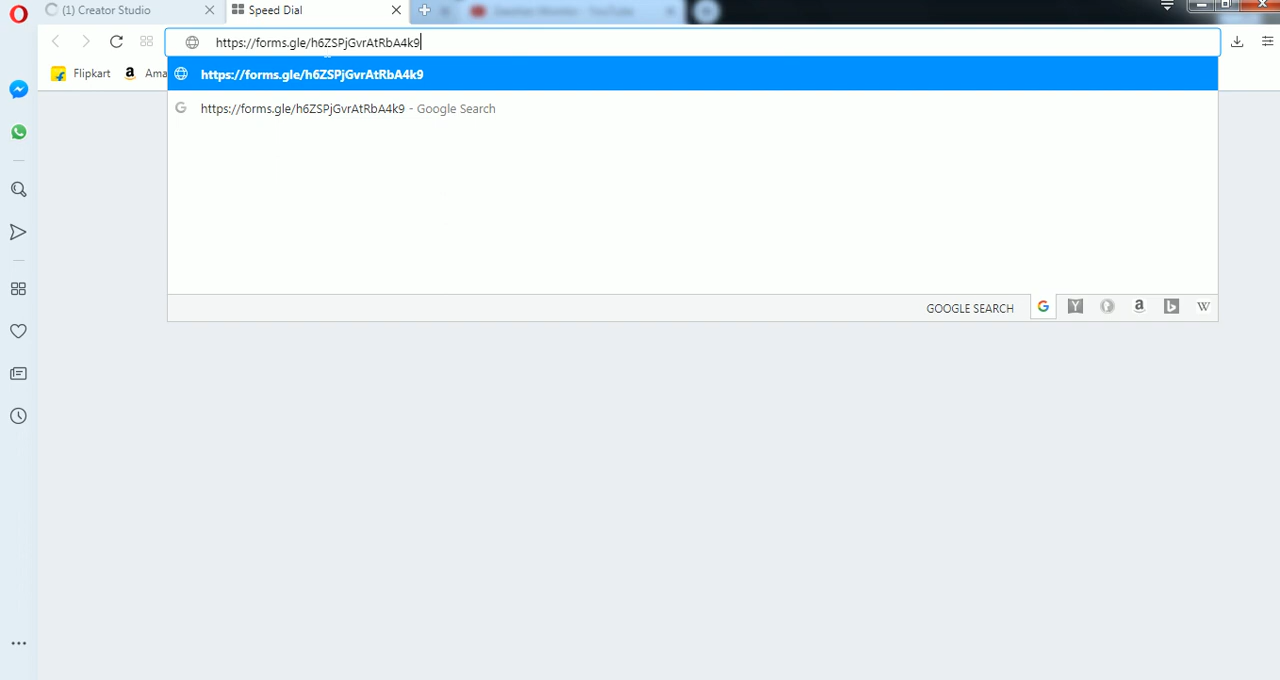 (1) Creator Studio
Speed Dial
https://forms.gle/h6ZSPjGvrAtRbA4k9
Flipkart
Ama
https://forms.gle/h6ZSPjGvrAtRbA4k9
https://forms.gle/h6ZSPjGvrAtRbA4k9 - Google Search
GOOGLE SEARCH